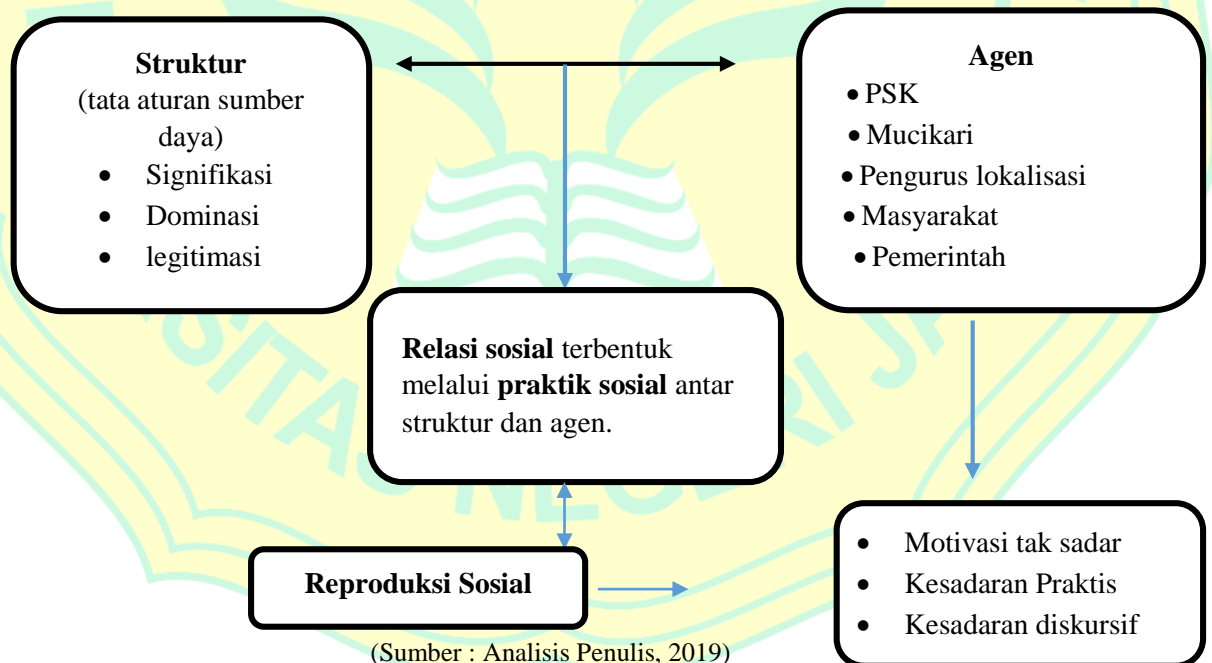 Struktur
(tata aturan sumber
daya)
• Signifikasi
• Dominasi
• legitimasi
Agen
• PSK
• Mucikari
• Pengurus lokalisasi
• Masyarakat
• Pemerintah
Relasi sosial terbentuk
melalui praktik sosial antar
struktur dan agen.
Reproduksi Sosial
• Motivasi tak sadar
• Kesadaran Praktis
• Kesadaran diskursif
(Sumber : Analisis Penulis, 2019)